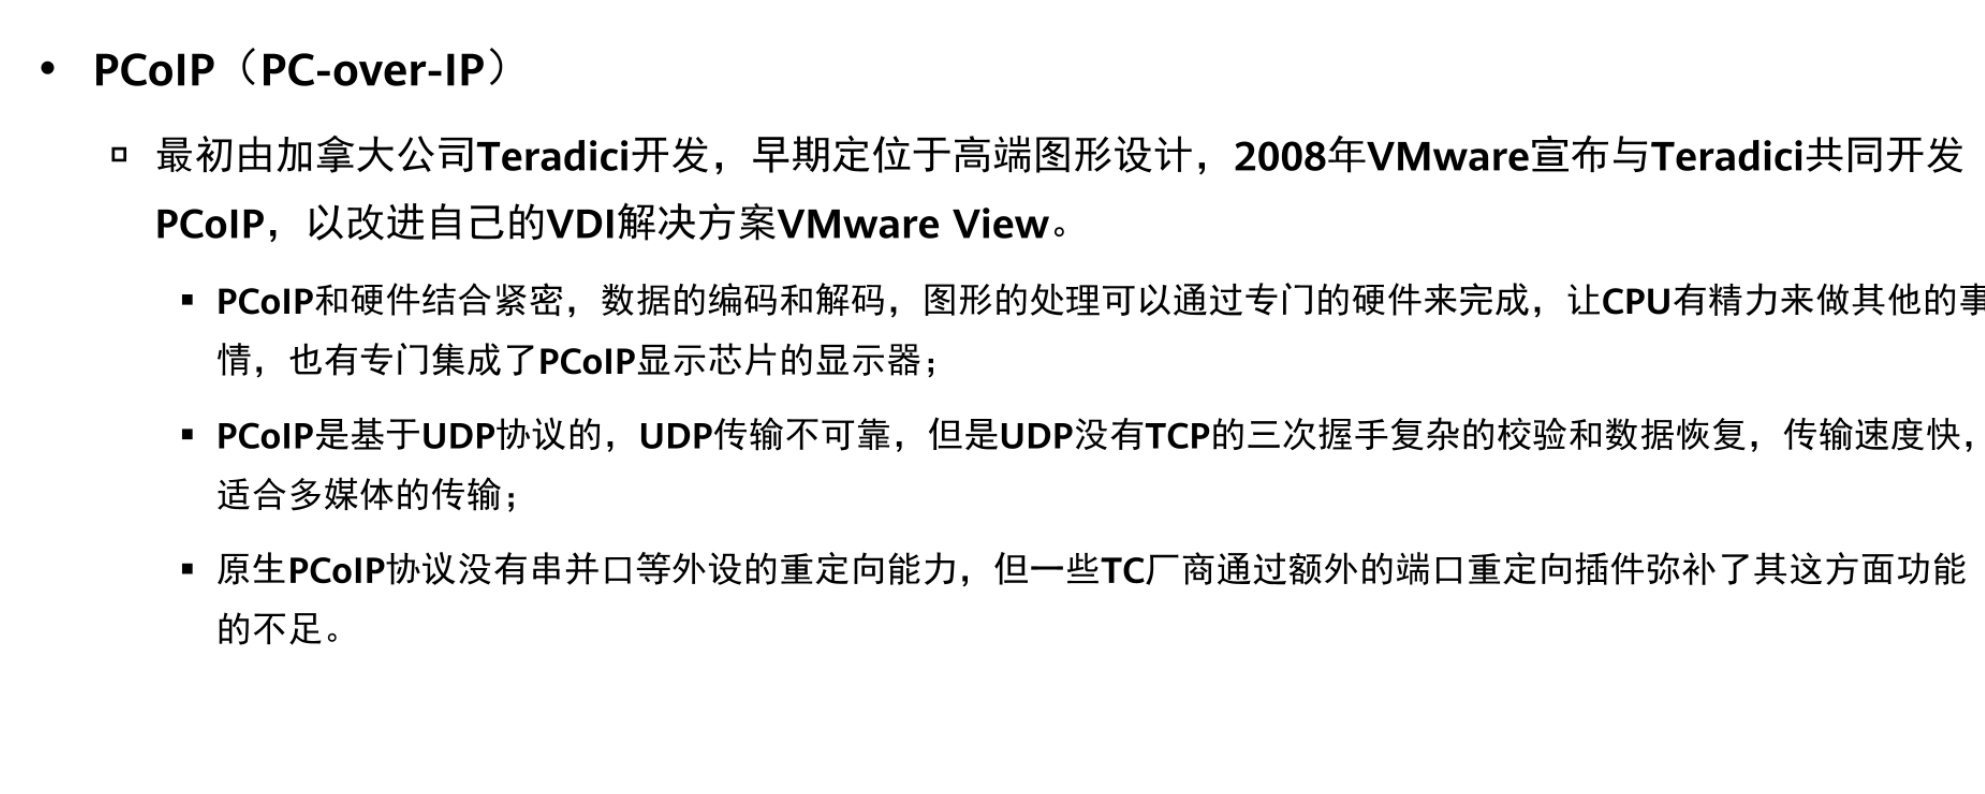 • PCoIP（PC-over-IP）
▫ 最初由加拿大公司Teradici开发，早期定位于高端图形设计，2008年VMware宣布与Teradici共同开发
PCoIP，以改进自己的VDI解决方案VMware View。
▪ PCoIP和硬件结合紧密，数据的编码和解码，图形的处理可以通过专门的硬件来完成，让CPU有精力来做其他的事
情，也有专门集成了PCoIP显示芯片的显示器；
▪ PCoIP是基于UDP协议的，UDP传输不可靠，但是UDP没有TCP的三次握手复杂的校验和数据恢复，传输速度快，
适合多媒体的传输；
▪ 原生PCoIP协议没有串并口等外设的重定向能力，但一些TC厂商通过额外的端口重定向插件弥补了其这方面功能
的不足。